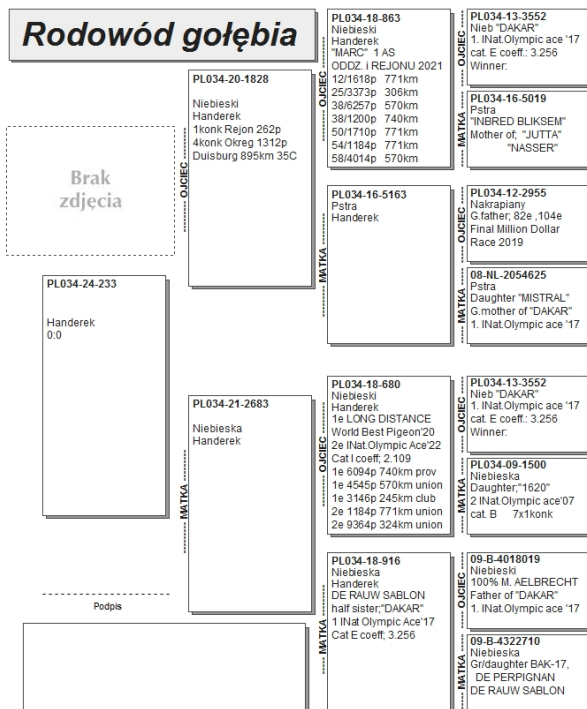 Rodowód gołębia
Brak
zdjęcia
PL034-24-233
Handerek
0:0
Podpis
OJCIEC
PL034-20-1828
Niebieski
Handerek
1konk Rejon 262p
4konk Okreg 1312p
Duisburg 895km 35C
MATKA
PL034-21-2683
Niebieska
Handerek
OJCIEC
PL034-18-863
Niebieski
Handerek
"MARC" 1 AS
ODDZ. i REJONU 2021
12/1618p 771km
25/3373p 306km
38/6257p 570km
38/1200p 740km
50/1710p 771km
54/1184p 771km
58/4014p 570km
MATKA
PL034-16-5163
Pstra
Handerek
OJCIEC
PL034-18-680
Niebieski
Handerek
1e LONG DISTANCE
World Best Pigeon'20
2e INat.Olympic Ace'22
Cat I coeff; 2.109
1e 6094p 740km prov
1e 4545p 570km union
1e 3146p 245km club
2e 1184p 771km union
2e 9364p 324km union
MATKA
PL034-18-916
Niebieska
Handerek
DE RAUW SABLON
half sister;"DAKAR"
1 INat Olympic Ace'17
Cat E coeff; 3.256
OJCIEC
PL034-13-3552
Nieb "DAKAR"
1. INat.Olympic ace '17
cat. E coeff.: 3.256
Winner:
MATKA
PL034-16-5019
Pstra
"INBRED BLIKSEM"
Mother of; "JUTTA"
"NASSER"
OJCIEC
PL034-12-2955
Nakrapiany
G.father; 82e ,104e
Final Million Dollar
Race 2019
MATKA
08-NL-2054625
Pstra
Daughter "MISTRAL"
G.mother of "DAKAR"
1. INat.Olympic ace '17
OJCIEC
PL034-13-3552
Nieb "DAKAR"
1. INat.Olympic ace '17
cat. E coeff.: 3.256
Winner:
MATKA
PL034-09-1500
Niebieska
Daughter;"1620"
2 INat.Olympic ace'07
cat. B 7x1konk
OJCIEC
09-B-4018019
Niebieski
100% M. AELBRECHT
Father of "DAKAR"
1. INat.Olympic ace '17
MATKA
09-B-4322710
Niebieska
Gr/daughter BAK-17,
DE PERPIGNAN
DE RAUW SABLON